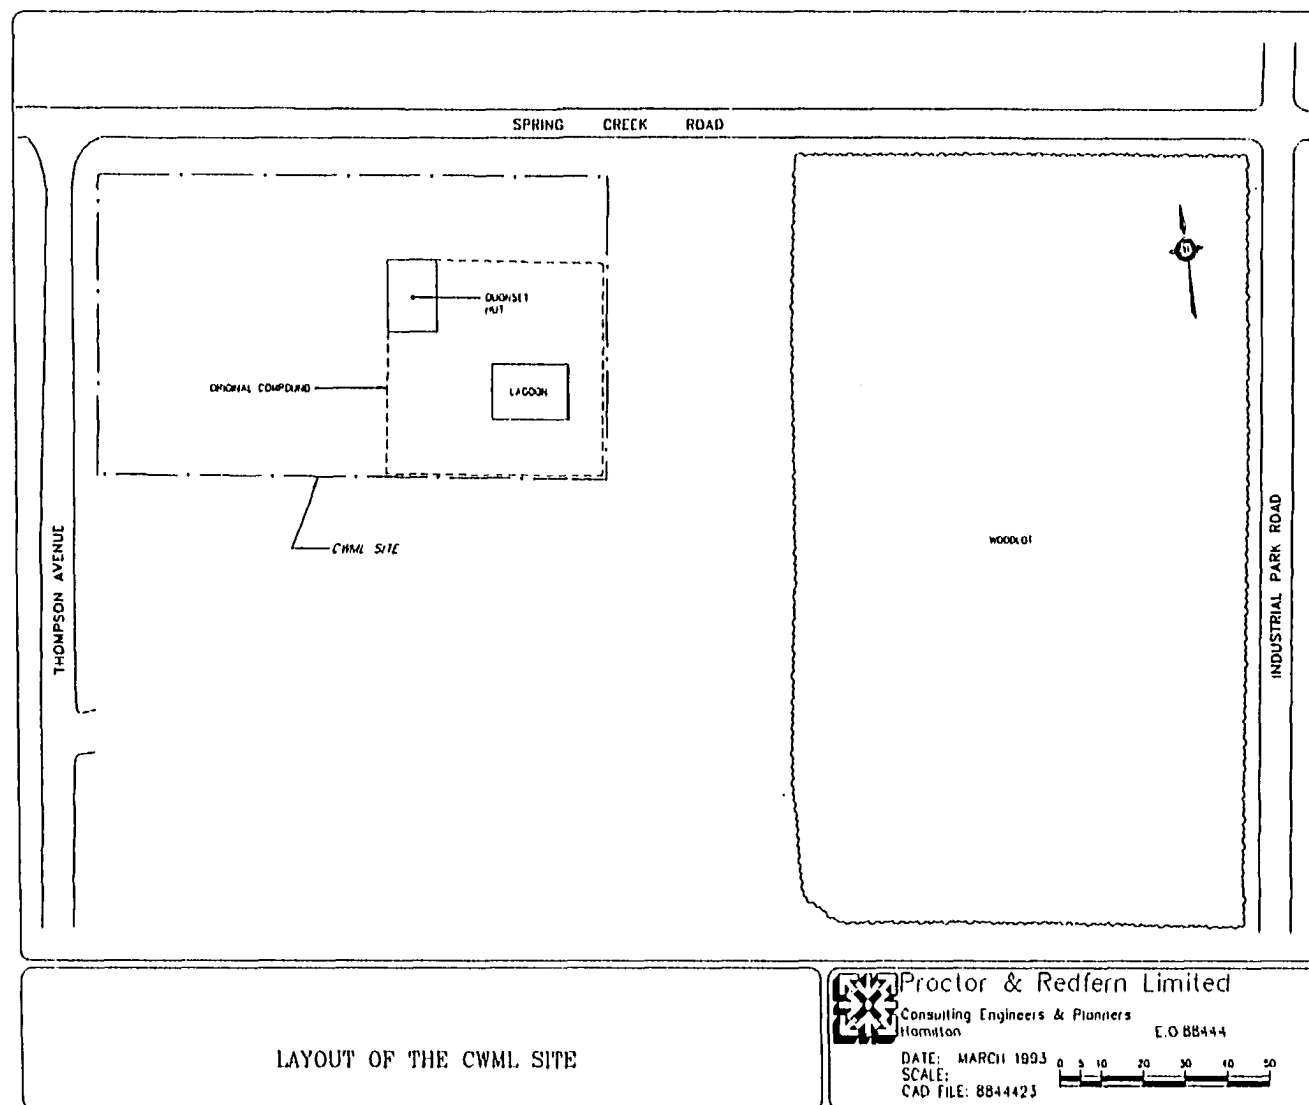 SPRING CREEK ROAD
N
QUONSET
HUT
ORIGINAL COMPOUND
LAGOON
CWML SITE
THOMPSON AVENUE
WOODLOT
INDUSTRIAL PARK ROAD
LAYOUT OF THE CWML SITE
Proctor & Redfern Limited
Consulting Engineers & Planners
Hamilton E.O 88444
DATE: MARCH 1993
0 5 10 20 30 40 50
SCALE:
CAD FILE: 8844423